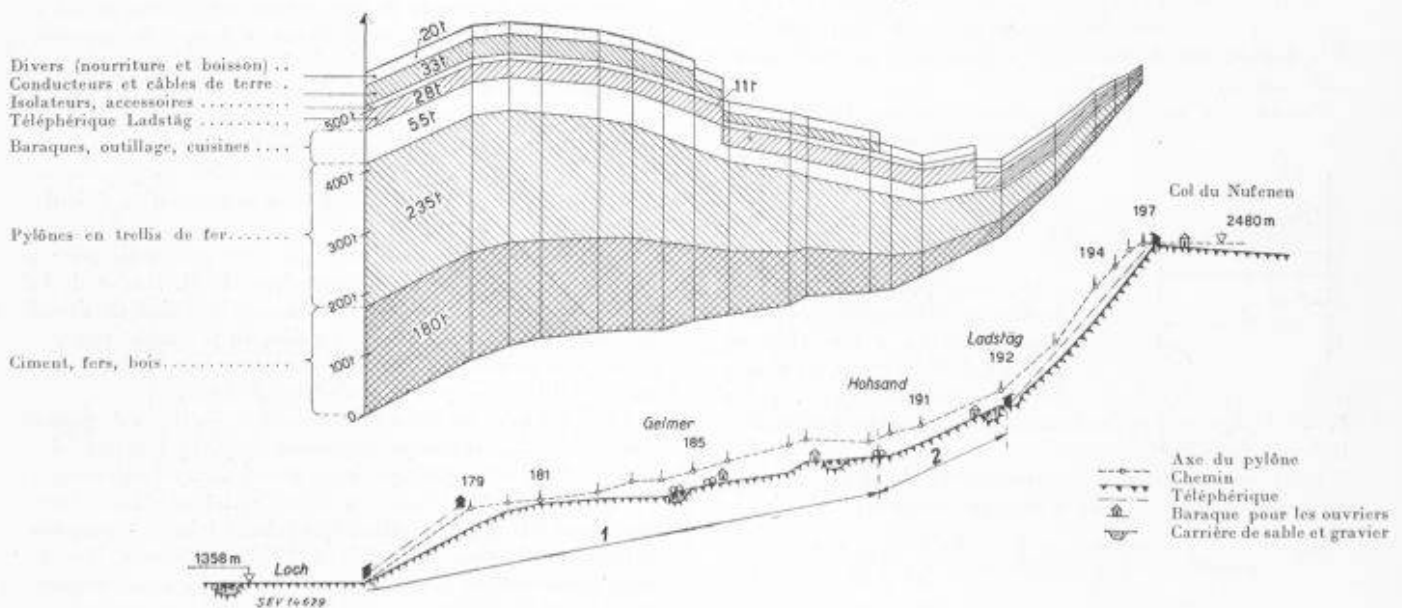 Divers (nourriture et boisson) ..
Conducteurs et câbles de terre .
Isolateurs, accessoires ..........
Téléphérique Ladstäg ..........
Baraques, outillage, cuisines ....
Pylônes en trellis de fer.......
Ciment, fers, bois.................
500t
400t
300t
200t
100t
0
20t
33t
28t
55t
235t
180t
11t
Col du Nufenen
197
2480 m
194
Ladstäg
192
Hohsand
191
Gelmer
185
181
179
1
2
1358 m
Loch
SEV 14679
Axe du pylône
Chemin
Téléphérique
Baraque pour les ouvriers
Carrière de sable et gravier